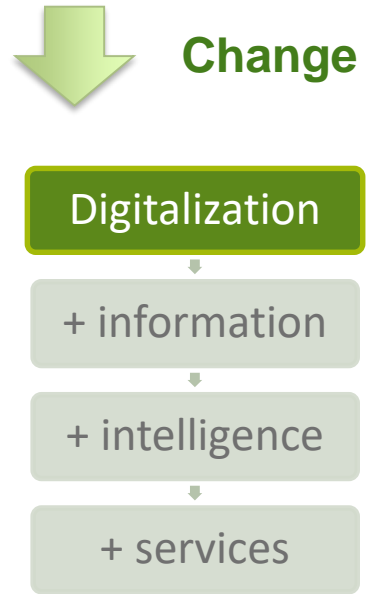 Change
Digitalization
+ information
+ intelligence
+ services